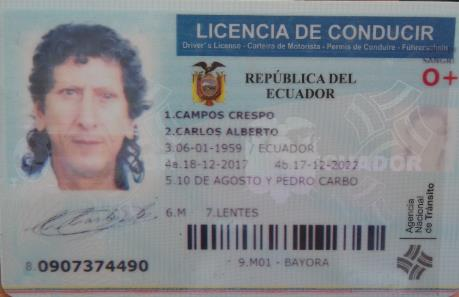 LICENCIA DE CONDUCIR
Driver's License - Carteira de Motorista - Permis de Conduire - Führerschein
SANGRE
O+
REPÚBLICA DEL
ECUADOR
1.CAMPOS CRESPO
2.CARLOS ALBERTO
3.06-01-1959 / ECUADOR
4a.18-12-2017 4b.17-12-2022
5.10 DE AGOSTO Y PEDRO CARBO
6.M 7.LENTES
8.0907374490
9.M01 - BAYORA
Agencia
Nacional
de Tránsito